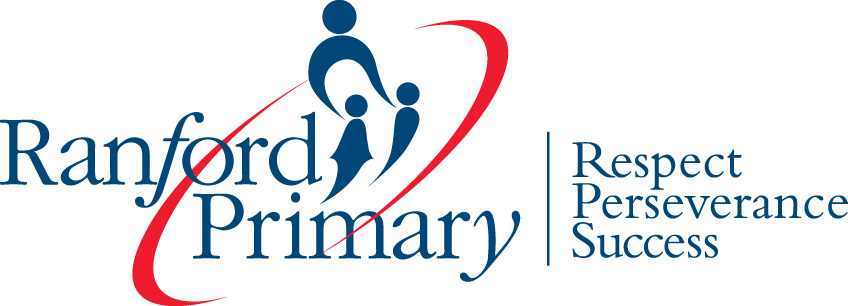 Ranford
Primary
Respect
Perseverance
Success